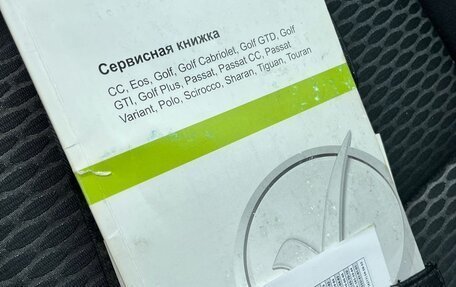 Сервисная книжка
CC, Eos, Golf, Golf Cabriolet, Golf GTD, Golf
GTI, Golf Plus, Passat, Passat CC, Passat
Variant, Polo, Scirocco, Sharan, Tiguan, Touran